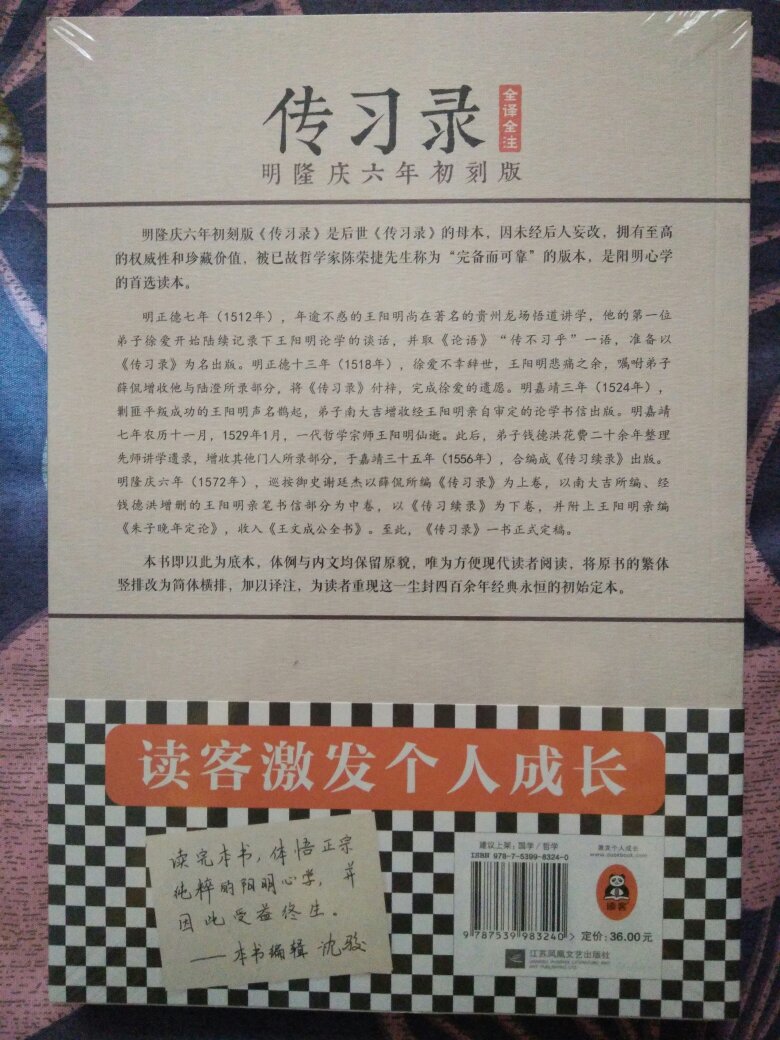 传习录
全译全注
明隆庆六年初刻版
明隆庆六年初刻版《传习录》是后世《传习录》的母本，因未经后人妄改，拥有至高
的权威性和珍藏价值，被已故哲学家陈荣捷先生称为“完备而可靠”的版本，是阳明心学
的首选读本。
明正德七年（1512年），年逾不惑的王阳明尚在著名的贵州龙场悟道讲学，他的第一位
弟子徐爱开始陆续记录下王阳明论学的谈话，并取《论语》“传不习乎”一语，准备以
《传习录》为名出版。明正德十三年（1518年），徐爱不幸辞世，王阳明悲痛之余，嘱咐弟子
薛侃增收他与陆澄所录部分，将《传习录》付梓，完成徐爱的遗愿。明嘉靖三年（1524年），
剿匪平叛成功的王阳明声名鹊起，弟子南大吉增收经王阳明亲自审定的论学书信出版。明嘉靖
七年农历十一月，1529年1月，一代哲学宗师王阳明仙逝。此后，弟子钱德洪花费二十余年整理
先师讲学遗录，增收其他门人所录部分，于嘉靖三十五年（1556年），合编成《传习续录》出版。
明隆庆六年（1572年），巡按御史谢廷杰以薛侃所编《传习录》为上卷，以南大吉所编、经
钱德洪增删的王阳明亲笔书信部分为中卷，以《传习续录》为下卷，并附上王阳明亲编
《朱子晚年定论》，收入《王文成公全书》。至此，《传习录》一书正式定稿。
本书即以此为底本，体例与内文均保留原貌，唯为方便现代读者阅读，将原书的繁体
竖排改为简体横排，加以译注，为读者重现这一尘封四百余年经典永恒的初始定本。
读客激发个人成长
读完本书，体悟正宗
纯粹的阳明心学，并
因此受益终生。
——本书编辑 沈骏
建议上架：国学/哲学
ISBN 978-7-5399-8324-0
9 787539 983240 >
激发个人成长
www.dookbook.com
读客
定价：36.00元
江苏凤凰文艺出版社